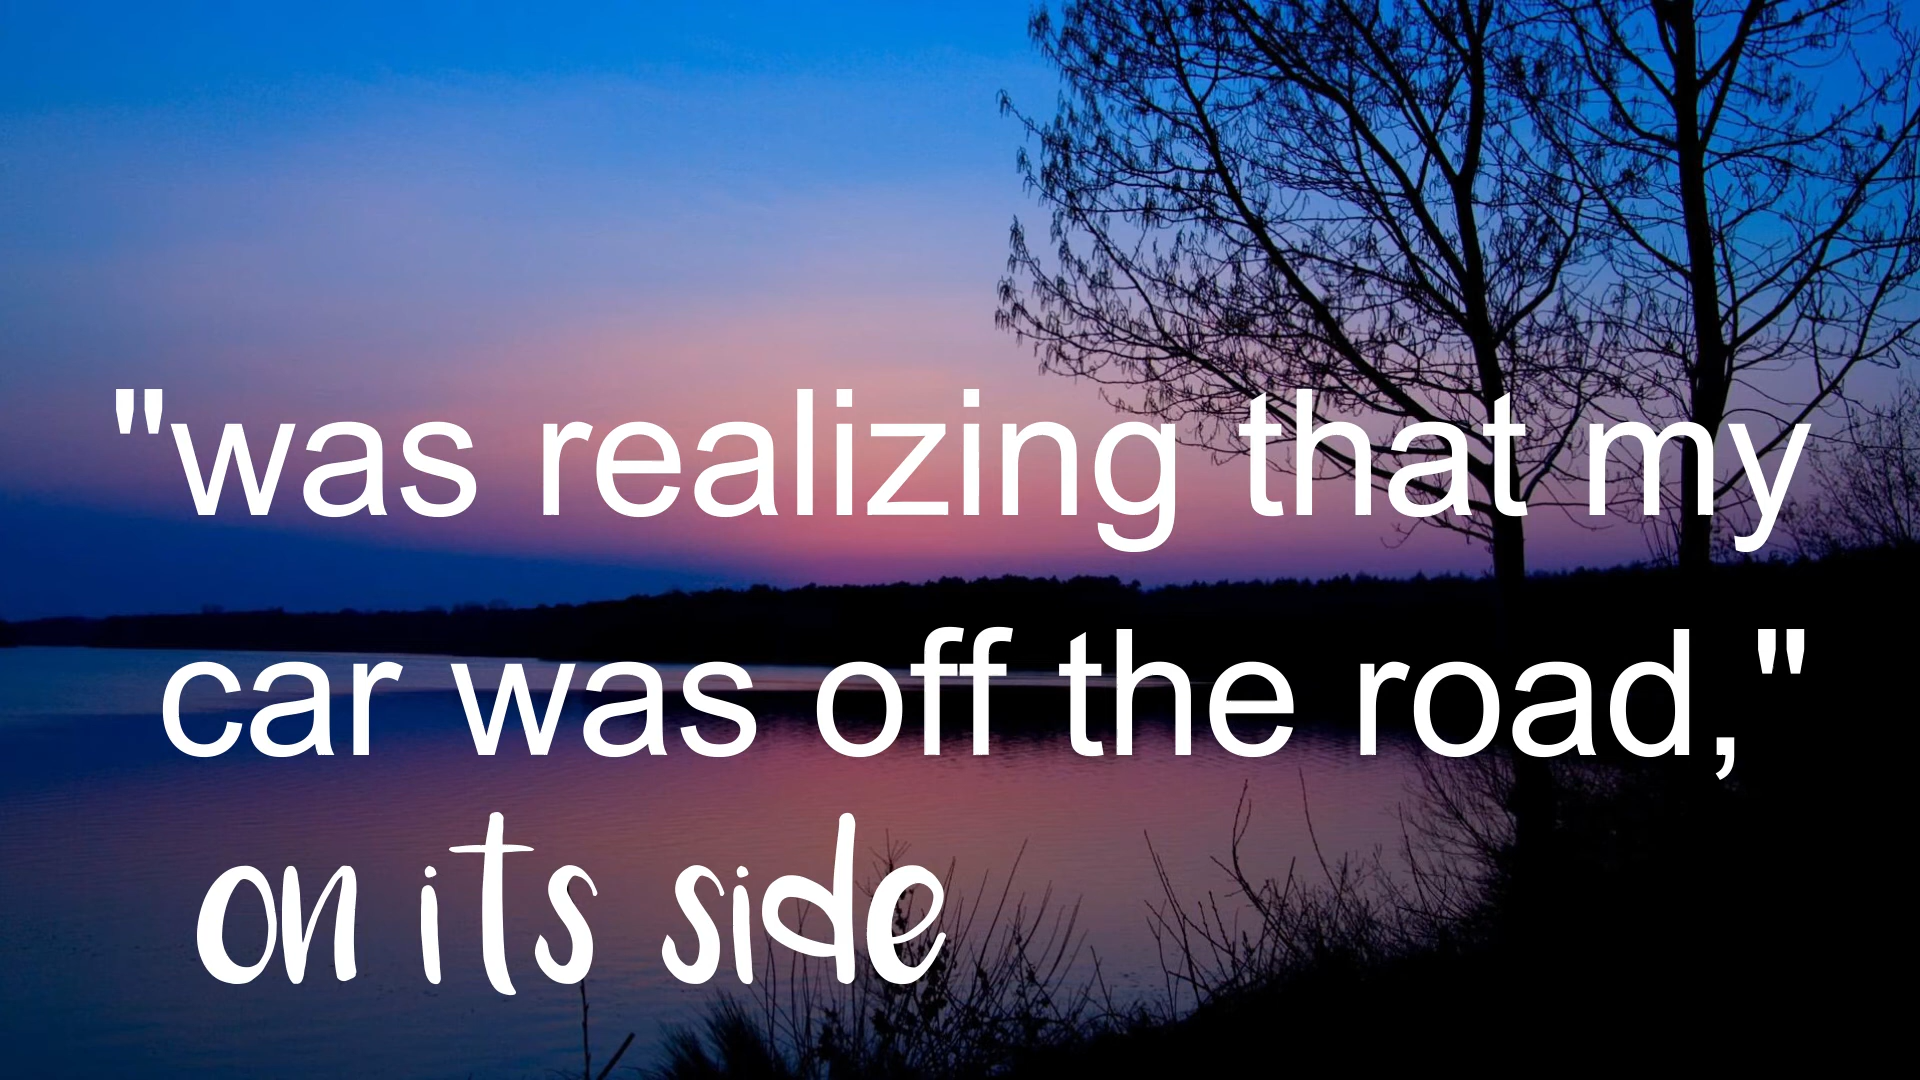 "was realizing that my
car was off the road,"
on its side